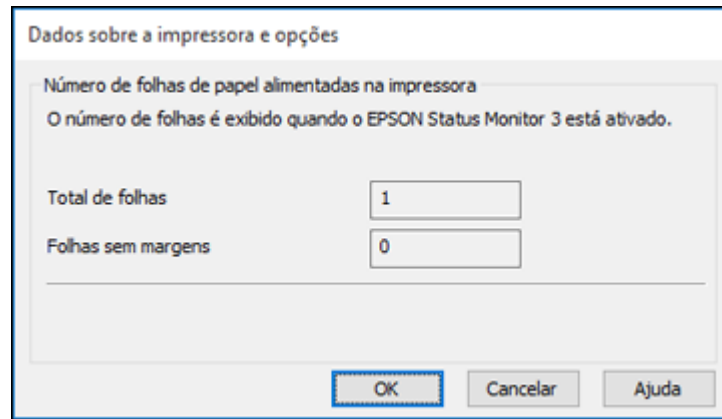 Dados sobre a impressora e opções
Número de folhas de papel alimentadas na impressora
O número de folhas é exibido quando o EPSON Status Monitor 3 está ativado.
Total de folhas 1
Folhas sem margens 0
OK Cancelar Ajuda